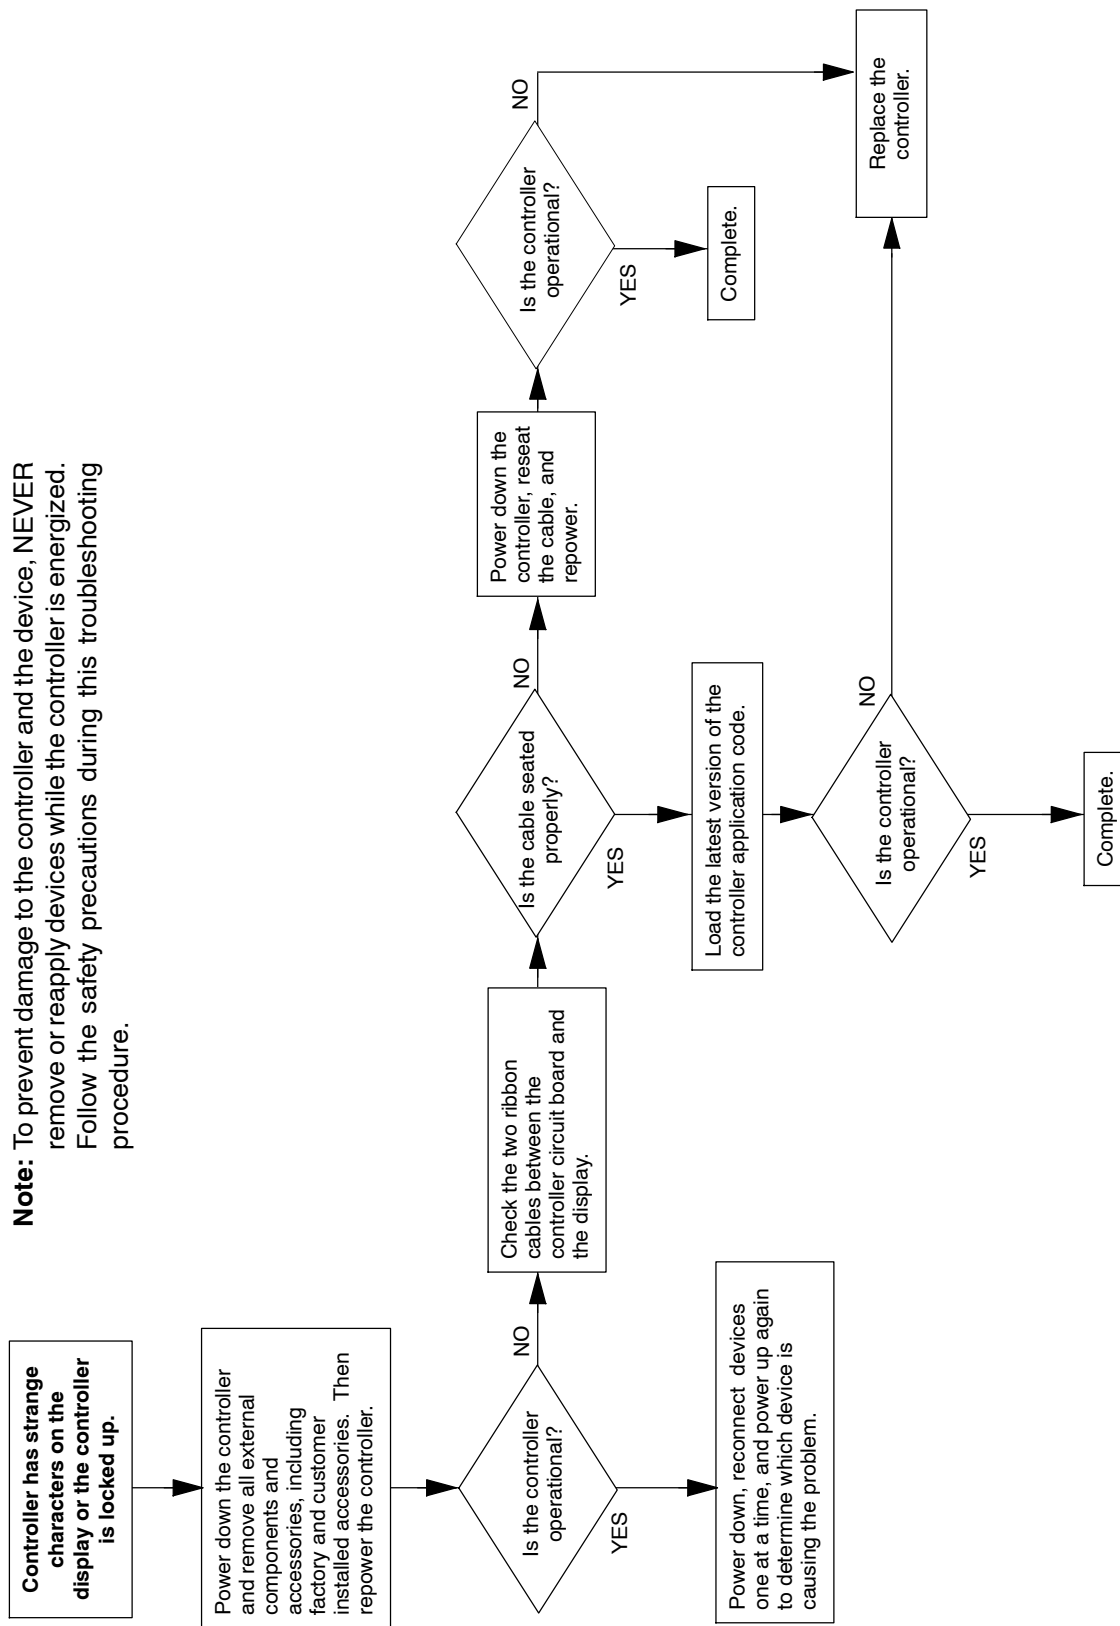 Note: To prevent damage to the controller and the device, NEVER
remove or reapply devices while the controller is energized.
Follow the safety precautions during this troubleshooting
procedure.
Controller has strange
characters on the
display or the controller
is locked up.
Power down the controller
and remove all external
components and
accessories, including
factory and customer
installed accessories. Then
repower the controller.
Is the controller
operational?
NO
YES
Power down, reconnect devices
one at a time, and power up again
to determine which device is
causing the problem.
Check the two ribbon
cables between the
controller circuit board and
the display.
Is the cable seated
properly?
NO
YES
Load the latest version of the
controller application code.
Is the controller
operational?
NO
YES
Complete.
Power down the
controller, reseat
the cable, and
repower.
Is the controller
operational?
NO
YES
Complete.
Replace the
controller.